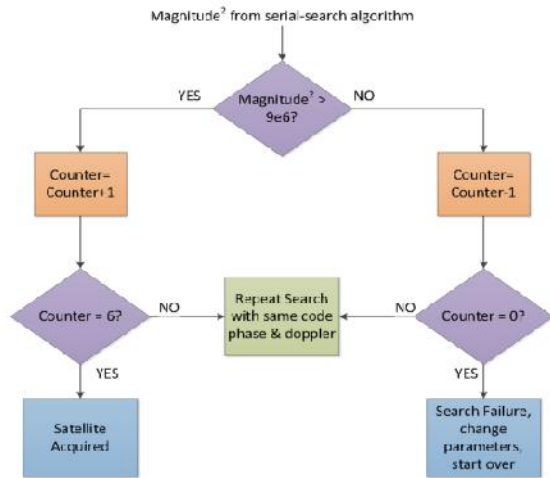 Magnitude² from serial-search algorithm
YES
Magnitude² >
9e6?
NO
Counter=
Counter+1
Counter=
Counter-1
Counter = 6?
NO
Repeat Search
with same code
phase & doppler
NO
Counter = 0?
YES
YES
Satellite
Acquired
Search Failure,
change
parameters,
start over